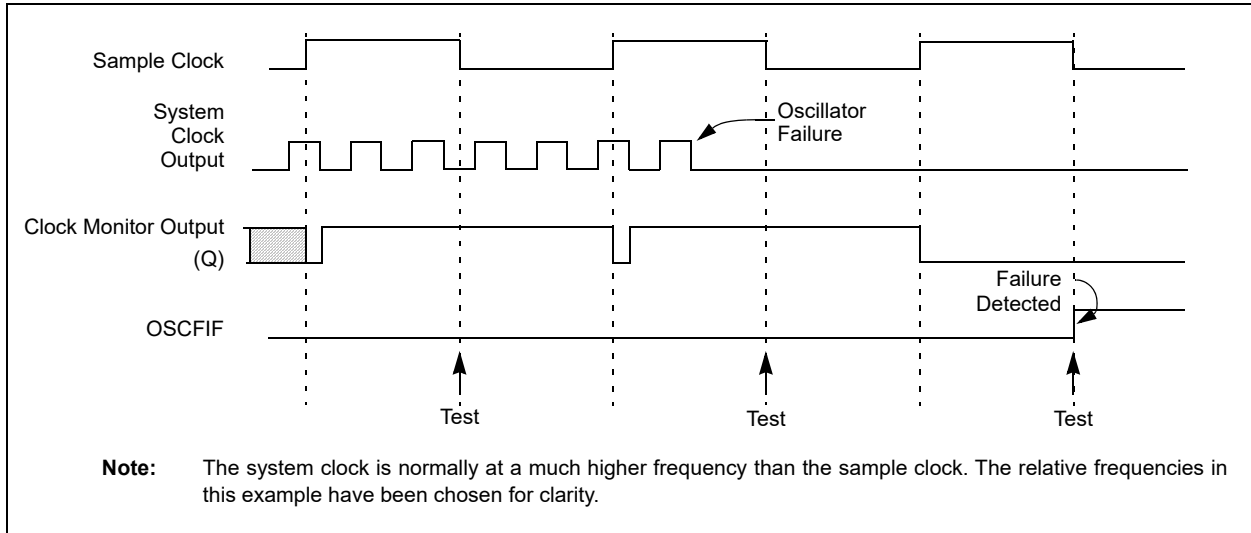 Sample Clock
System
Clock
Output
Oscillator
Failure
Clock Monitor Output
(Q)
Failure
Detected
OSCFIF
Test
Test
Test
Note: The system clock is normally at a much higher frequency than the sample clock. The relative frequencies in
this example have been chosen for clarity.